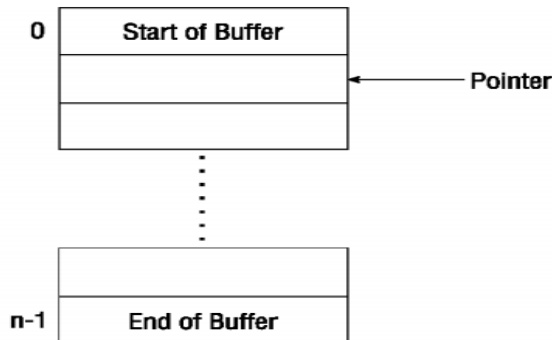 0
Start of Buffer
Pointer
n-1
End of Buffer